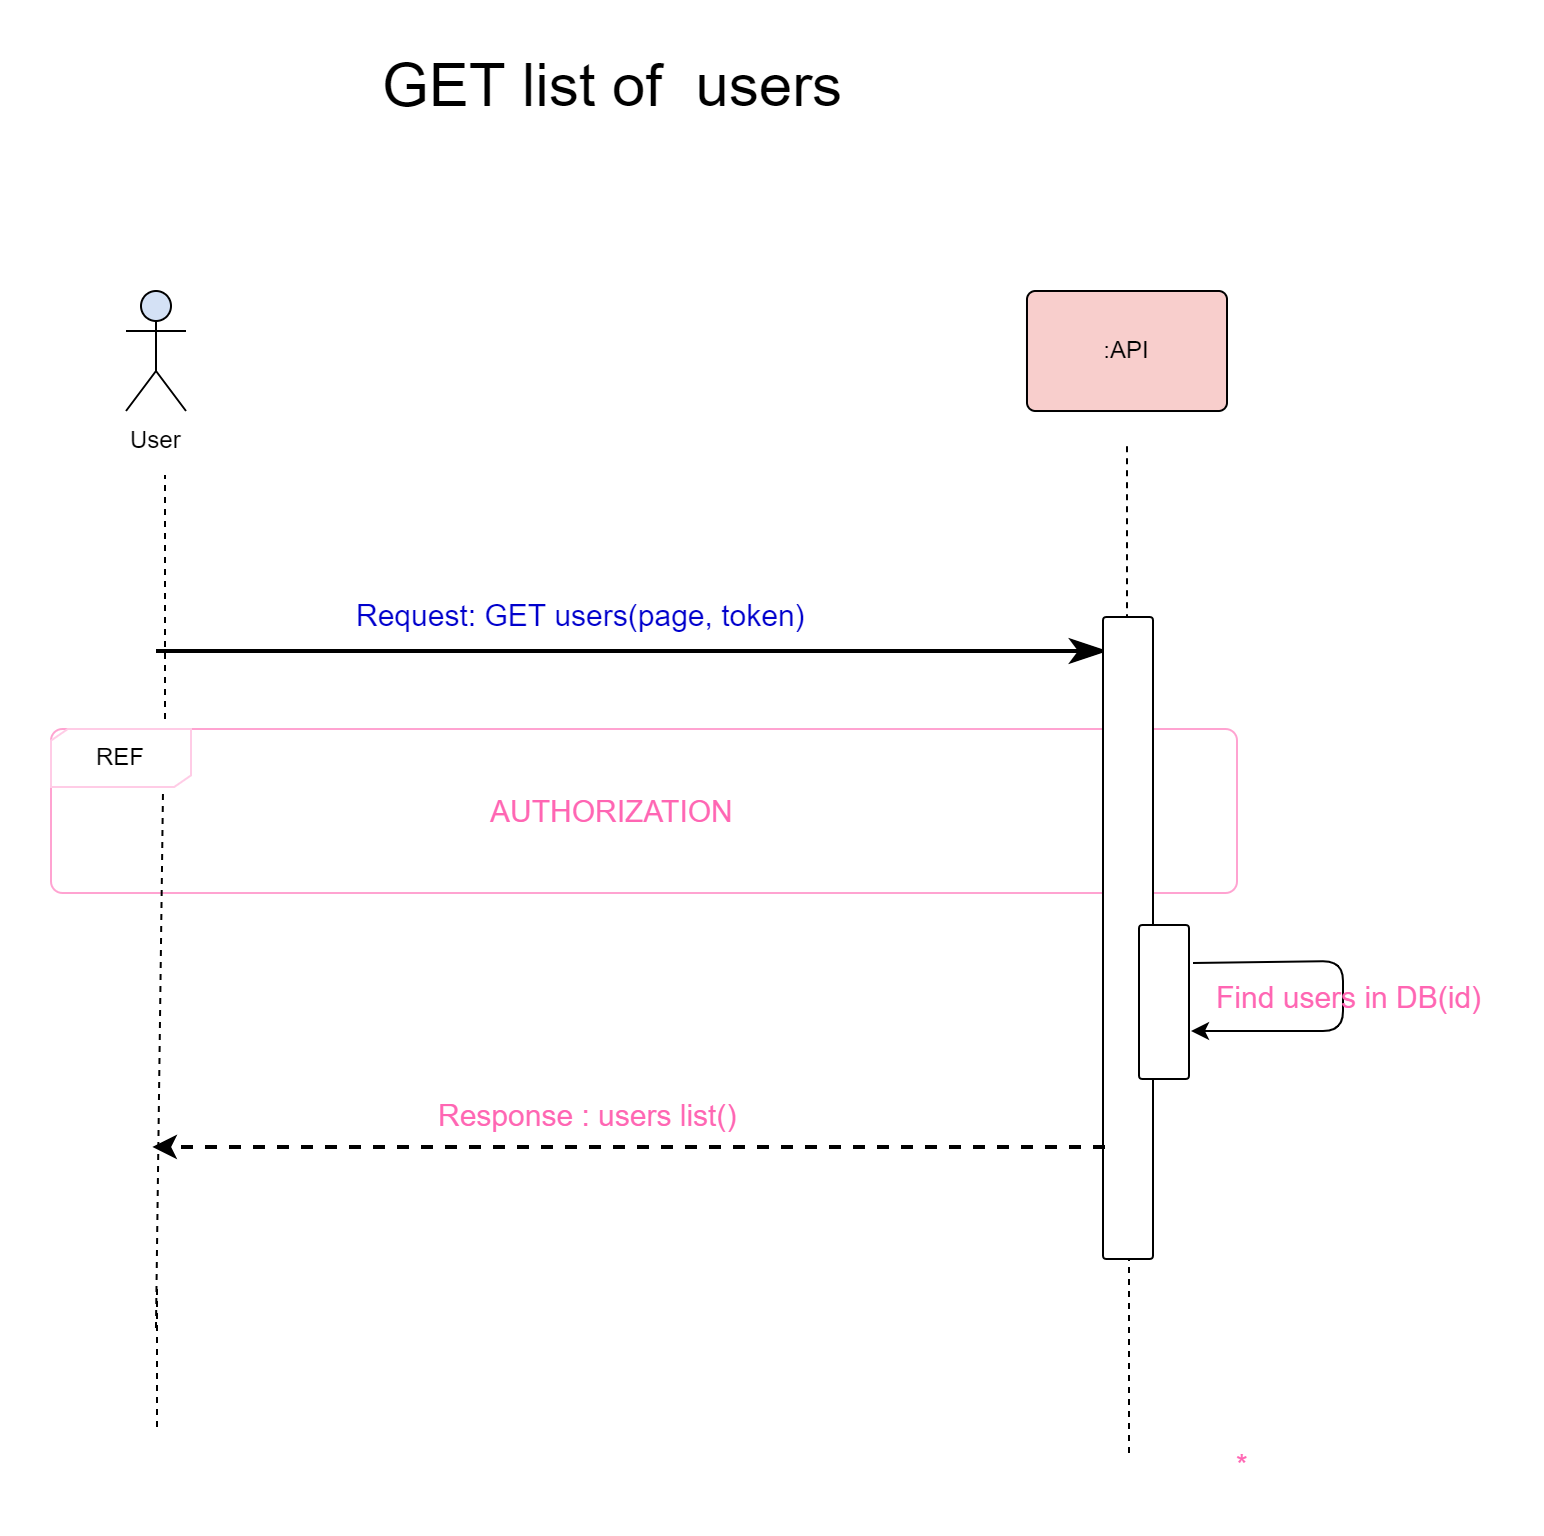 GET list of  users
:API
User
Request: GET users(page, token)
REF
AUTHORIZATION
Find users in DB(id)
Response : users list()
*